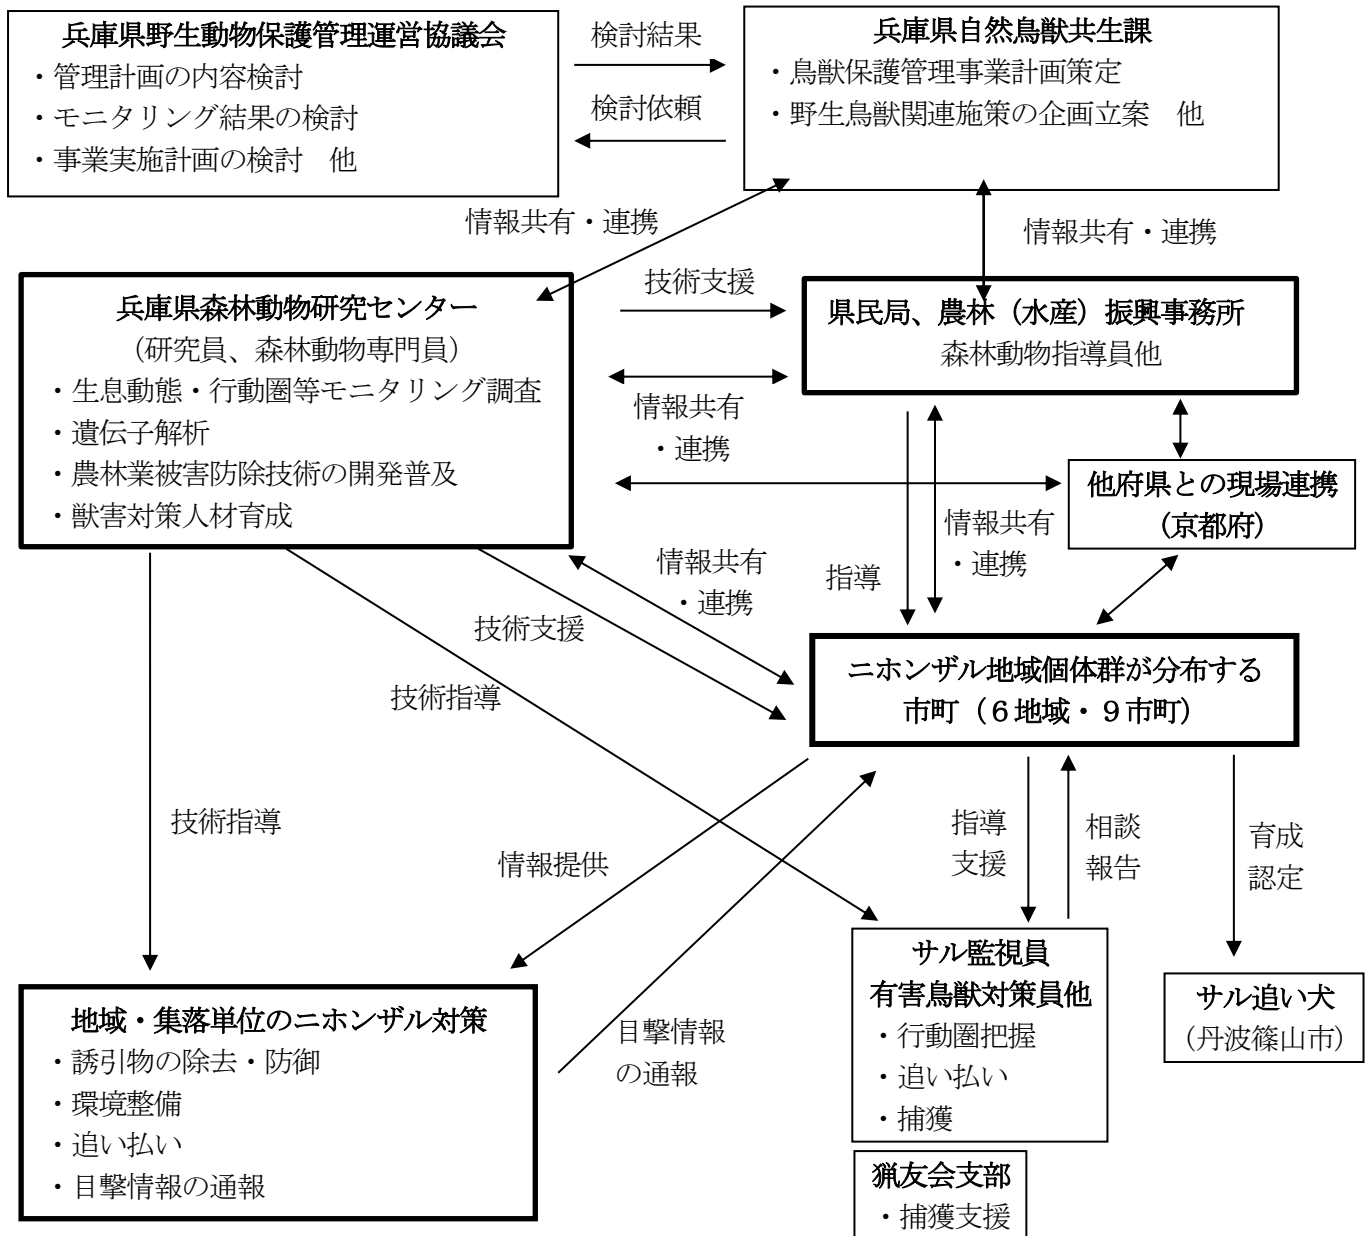 兵庫県野生動物保護管理運営協議会
・管理計画の内容検討
・モニタリング結果の検討
・事業実施計画の検討　他
検討結果
検討依頼
兵庫県自然鳥獣共生課
・鳥獣保護管理事業計画策定
・野生鳥獣関連施策の企画立案　他
情報共有・連携
情報共有・連携
兵庫県森林動物研究センター
（研究員、森林動物専門員）
・生息動態・行動圏等モニタリング調査
・遺伝子解析
・農林業被害防除技術の開発普及
・獣害対策人材育成
技術支援
県民局、農林（水産）振興事務所
森林動物指導員他
情報共有
・連携
他府県との現場連携
（京都府）
情報共有
・連携
指導
情報共有
・連携
技術支援
技術指導
ニホンザル地域個体群が分布する
市町（６地域・９市町）
技術指導
情報提供
指導
支援
相談
報告
育成
認定
地域・集落単位のニホンザル対策
・誘引物の除去・防御
・環境整備
・追い払い
・目撃情報の通報
目撃情報
の通報
サル監視員
有害鳥獣対策員他
・行動圏把握
・追い払い
・捕獲
サル追い犬
（丹波篠山市）
猟友会支部
・捕獲支援